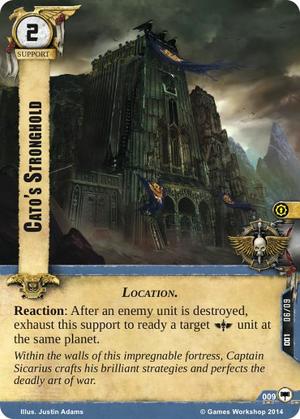 2
SUPPORT
CATO'S STRONGHOLD
001 06/09
LOCATION.
Reaction: After an enemy unit is destroyed,
exhaust this support to ready a target unit at
the same planet.
Within the walls of this impregnable fortress, Captain
Sicarius crafts his brilliant strategies and perfects the
deadly art of war.
009
Illus. Justin Adams
© Games Workshop 2014